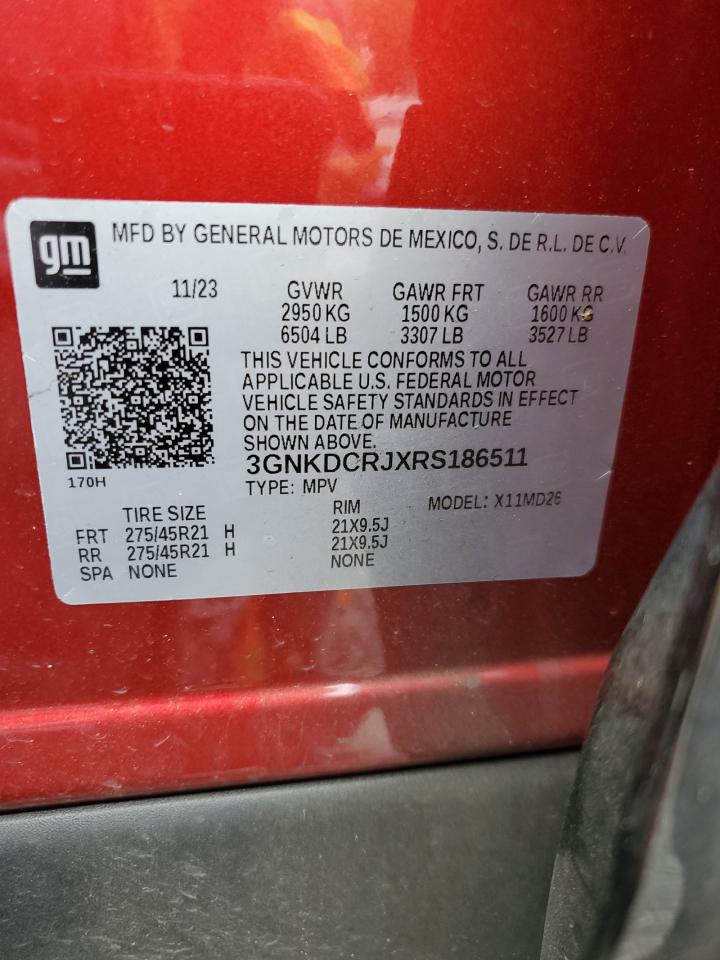 gm MFD BY GENERAL MOTORS DE MEXICO, S. DE R.L. DE C.V.
11/23 GVWR GAWR FRT GAWR RR
2950 KG 1500 KG 1600 KG
6504 LB 3307 LB 3527 LB
THIS VEHICLE CONFORMS TO ALL
APPLICABLE U.S. FEDERAL MOTOR
VEHICLE SAFETY STANDARDS IN EFFECT
ON THE DATE OF MANUFACTURE
SHOWN ABOVE.
3GNKDCRJXRS186511
170H
TYPE: MPV MODEL: X11MD26
TIRE SIZE RIM
FRT 275/45R21 H 21X9.5J
RR 275/45R21 H 21X9.5J
SPA NONE NONE